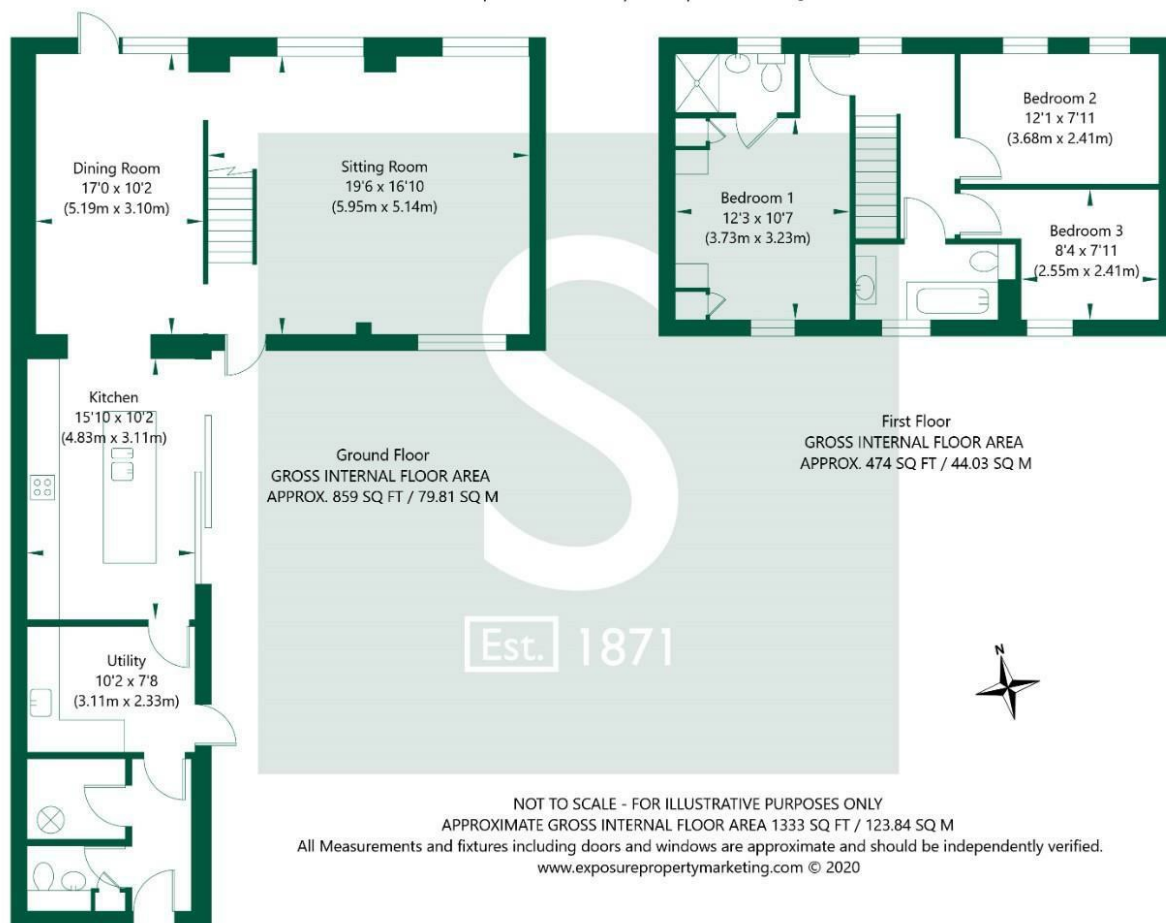 Dining Room
17'0 x 10'2
(5.19m x 3.10m)
Sitting Room
19'6 x 16'10
(5.95m x 5.14m)
Kitchen
15'10 x 10'2
(4.83m x 3.11m)
Utility
10'2 x 7'8
(3.11m x 2.33m)
Ground Floor
GROSS INTERNAL FLOOR AREA
APPROX. 859 SQ FT / 79.81 SQ M
Bedroom 1
12'3 x 10'7
(3.73m x 3.23m)
Bedroom 2
12'1 x 7'11
(3.68m x 2.41m)
Bedroom 3
8'4 x 7'11
(2.55m x 2.41m)
First Floor
GROSS INTERNAL FLOOR AREA
APPROX. 474 SQ FT / 44.03 SQ M
S
Est. 1871
N
NOT TO SCALE - FOR ILLUSTRATIVE PURPOSES ONLY
APPROXIMATE GROSS INTERNAL FLOOR AREA 1333 SQ FT / 123.84 SQ M
All Measurements and fixtures including doors and windows are approximate and should be independently verified.
www.exposurepropertymarketing.com © 2020